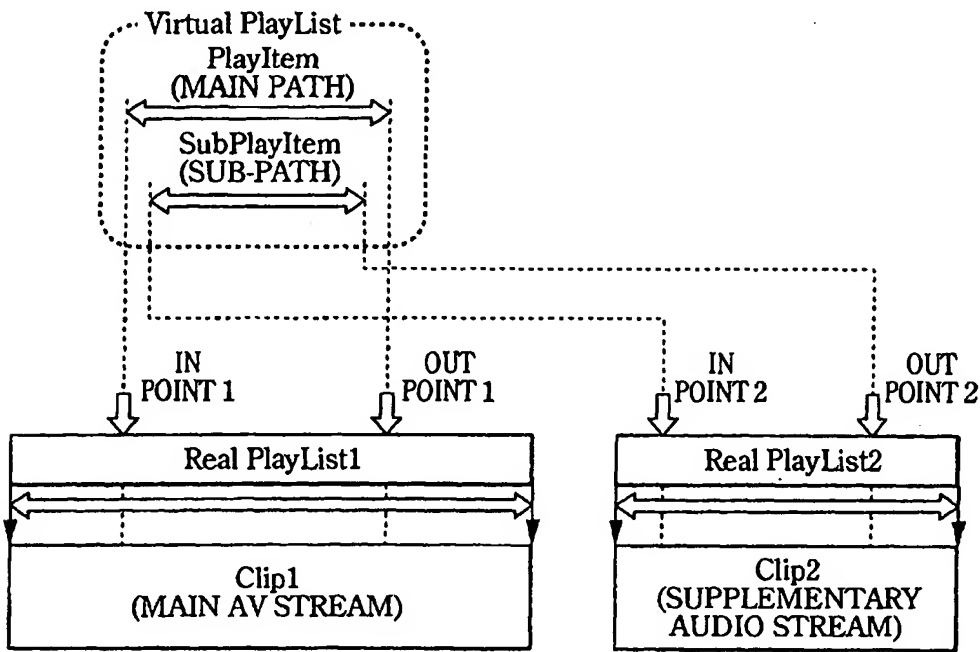 Virtual PlayList
PlayItem
(MAIN PATH)
SubPlayItem
(SUB-PATH)
IN
POINT 1
OUT
POINT 1
IN
POINT 2
OUT
POINT 2
Real PlayList1
Real PlayList2
Clip1
(MAIN AV STREAM)
Clip2
(SUPPLEMENTARY
AUDIO STREAM)